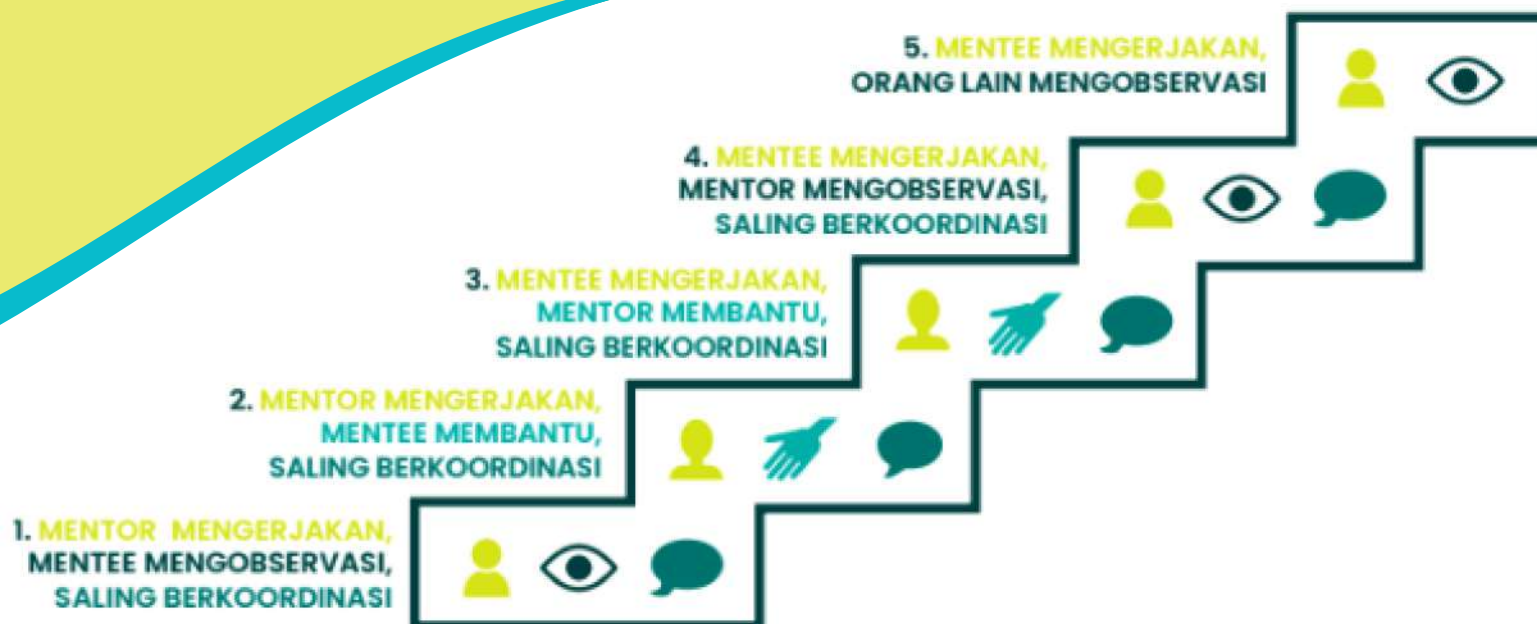 5. MENTEE MENGERJAKAN,
ORANG LAIN MENGOBSERVASI
4. MENTEE MENGERJAKAN,
MENTOR MENGOBSERVASI,
SALING BERKOORDINASI
3. MENTEE MENGERJAKAN,
MENTOR MEMBANTU,
SALING BERKOORDINASI
2. MENTOR MENGERJAKAN,
MENTEE MEMBANTU,
SALING BERKOORDINASI
1. MENTOR MENGERJAKAN,
MENTEE MENGOBSERVASI,
SALING BERKOORDINASI